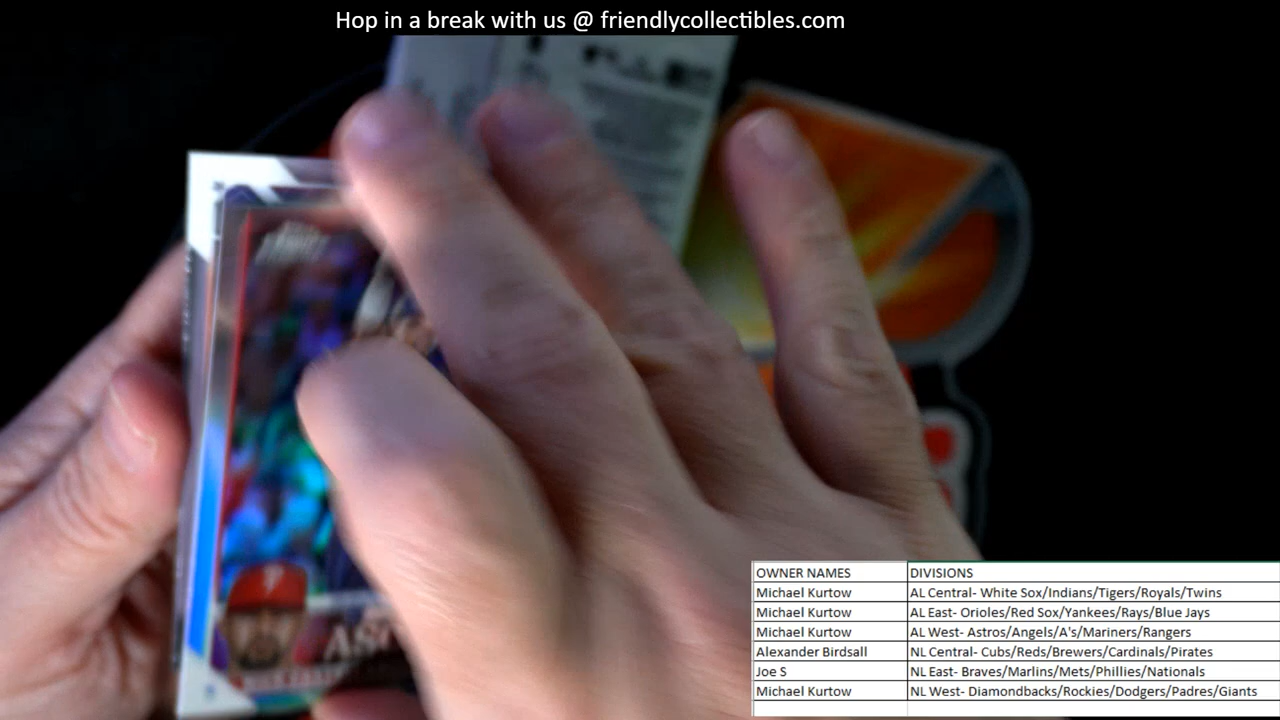 Hop in a break with us @ friendlycollectibles.com
OWNER NAMES DIVISIONS
Michael Kurtow AL Central- White Sox/Indians/Tigers/Royals/Twins
Michael Kurtow AL East- Orioles/Red Sox/Yankees/Rays/Blue Jays
Michael Kurtow AL West- Astros/Angels/A's/Mariners/Rangers
Alexander Birdsall NL Central- Cubs/Reds/Brewers/Cardinals/Pirates
Joe S NL East- Braves/Marlins/Mets/Phillies/Nationals
Michael Kurtow NL West- Diamondbacks/Rockies/Dodgers/Padres/Giants